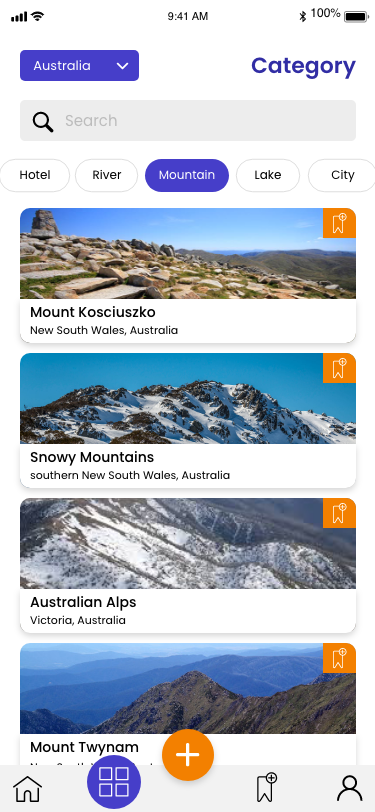 9:41 AM
100%
Australia
Category
Search
Hotel
River
Mountain
Lake
City
Mount Kosciuszko
New South Wales, Australia
Snowy Mountains
southern New South Wales, Australia
Australian Alps
Victoria, Australia
Mount Twynam